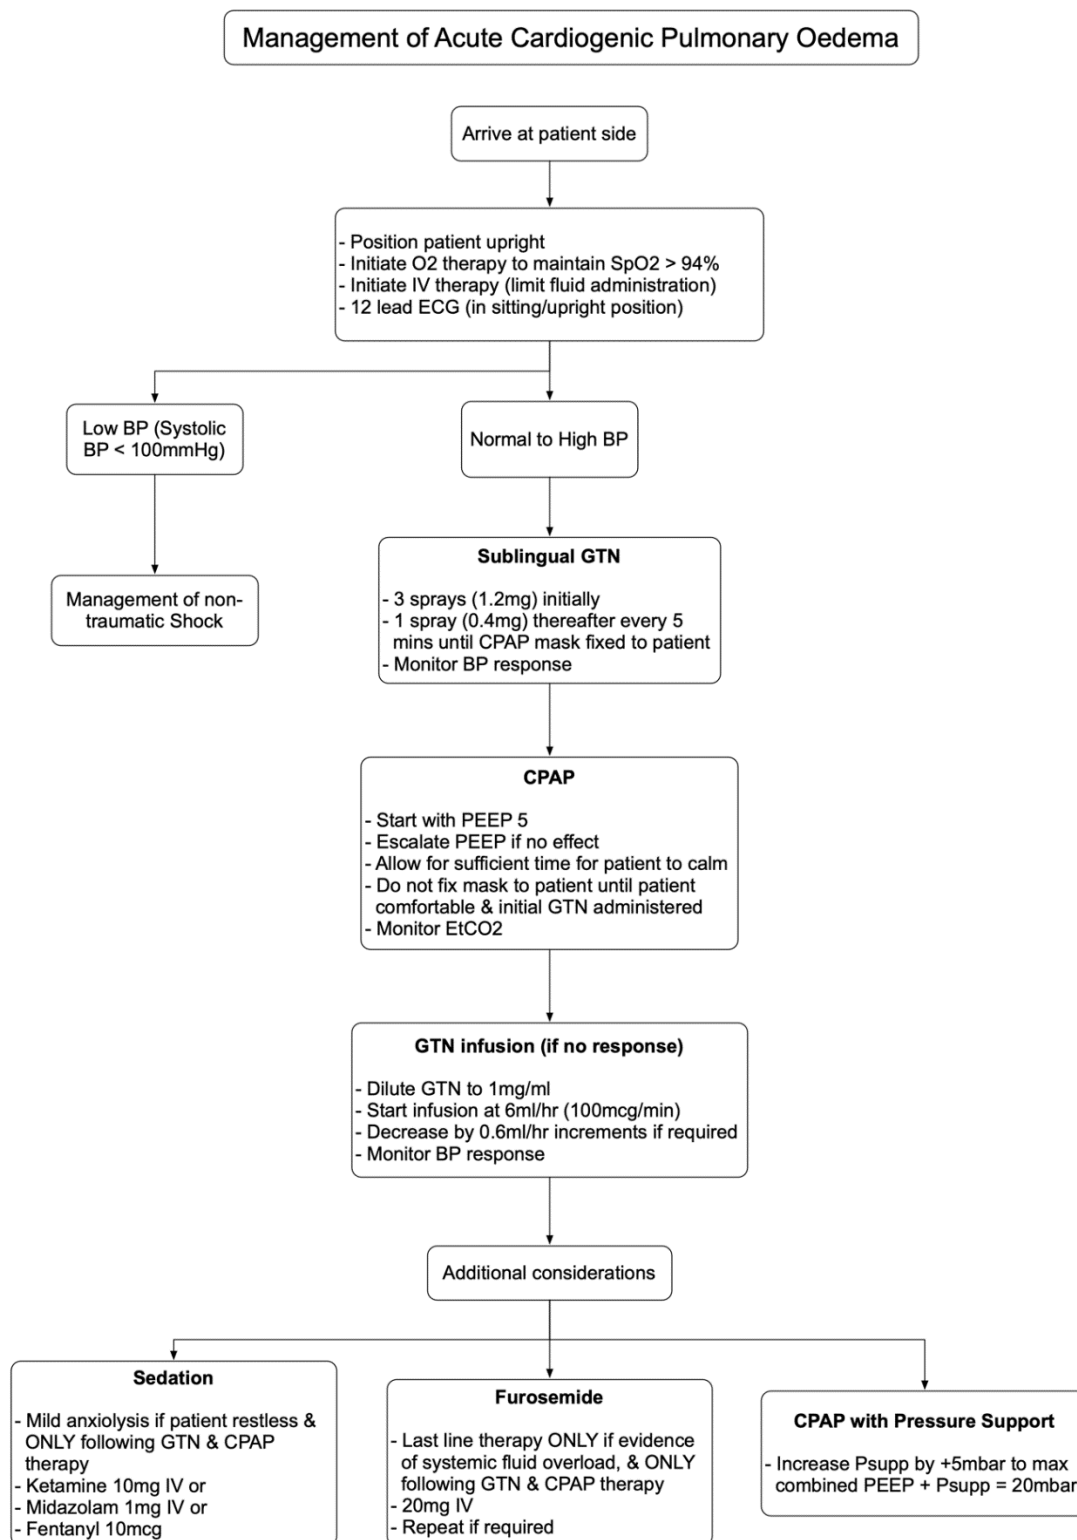 Management of Acute Cardiogenic Pulmonary Oedema
Arrive at patient side
- Position patient upright
- Initiate O2 therapy to maintain SpO2 > 94%
- Initiate IV therapy (limit fluid administration)
- 12 lead ECG (in sitting/upright position)
Low BP (Systolic
BP < 100mmHg)
Normal to High BP
Management of non-
traumatic Shock
Sublingual GTN
- 3 sprays (1.2mg) initially
- 1 spray (0.4mg) thereafter every 5
mins until CPAP mask fixed to patient
- Monitor BP response
CPAP
- Start with PEEP 5
- Escalate PEEP if no effect
- Allow for sufficient time for patient to calm
- Do not fix mask to patient until patient
comfortable & initial GTN administered
- Monitor EtCO2
GTN infusion (if no response)
- Dilute GTN to 1mg/ml
- Start infusion at 6ml/hr (100mcg/min)
- Decrease by 0.6ml/hr increments if required
- Monitor BP response
Additional considerations
Sedation
- Mild anxiolysis if patient restless &
ONLY following GTN & CPAP
therapy
- Ketamine 10mg IV or
- Midazolam 1mg IV or
- Fentanyl 10mcg
Furosemide
- Last line therapy ONLY if evidence
of systemic fluid overload, & ONLY
following GTN & CPAP therapy
- 20mg IV
- Repeat if required
CPAP with Pressure Support
- Increase Psupp by +5mbar to max
combined PEEP + Psupp = 20mbar